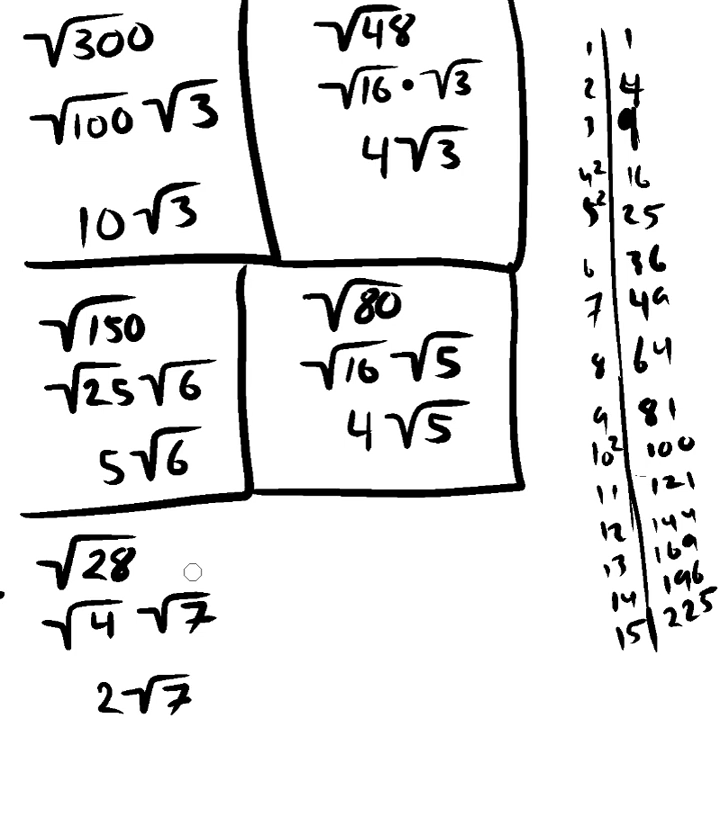 √300
√100 √3
10√3
√48
√16 · √3
4√3
√150
√25 √6
5√6
√80
√16 √5
4√5
√28
√4 √7
2√7
1 | 1
2 | 4
3 | 9
4² | 16
5² | 25
6 | 36
7 | 49
8 | 64
9 | 81
10² | 100
11 | 121
12 | 144
13 | 169
14 | 196
15 | 225